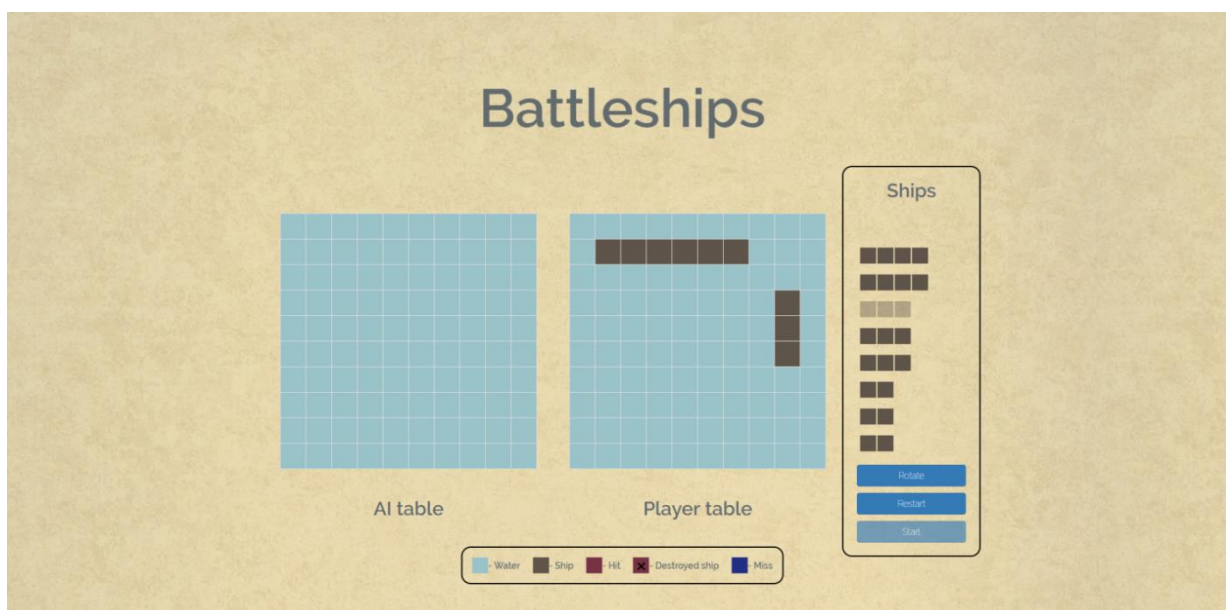 Battleships
Ships
Rotate
Restart
Start
AI table
Player table
- Water - Ship - Hit - Destroyed ship - Miss